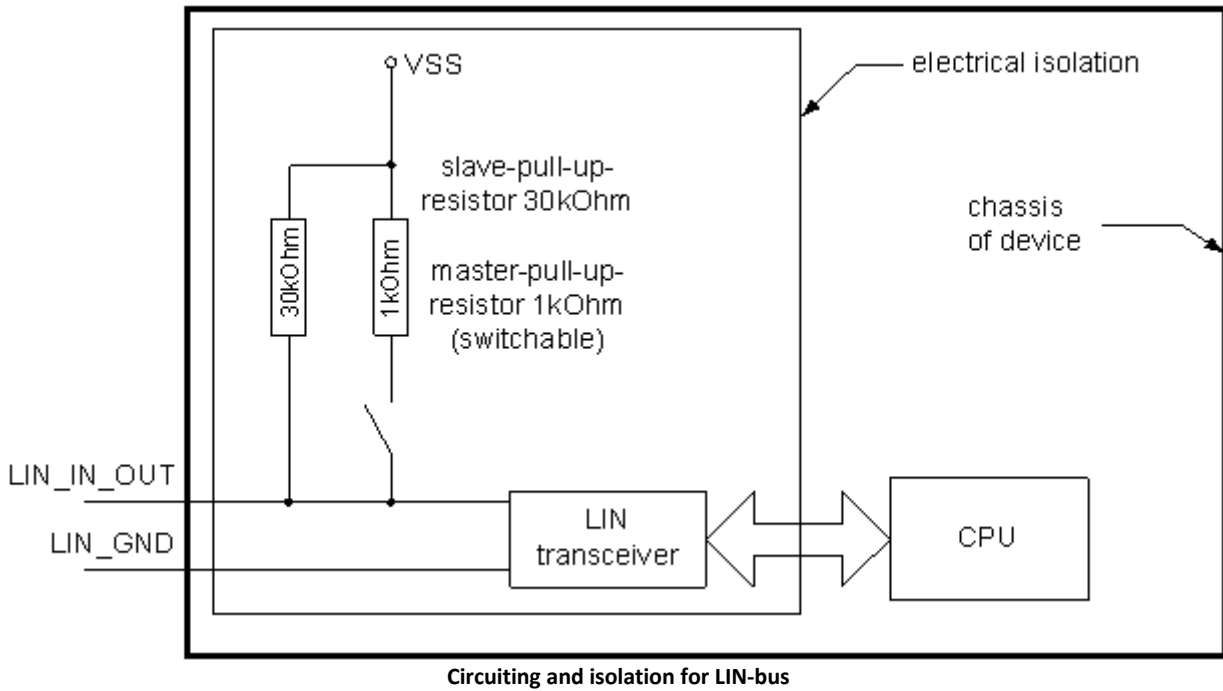 VSS
electrical isolation
slave-pull-up-
resistor 30kOhm
chassis
of device
30kOhm
1kOhm
master-pull-up-
resistor 1kOhm
(switchable)
LIN_IN_OUT
LIN_GND
LIN
transceiver
CPU
Circuiting and isolation for LIN-bus